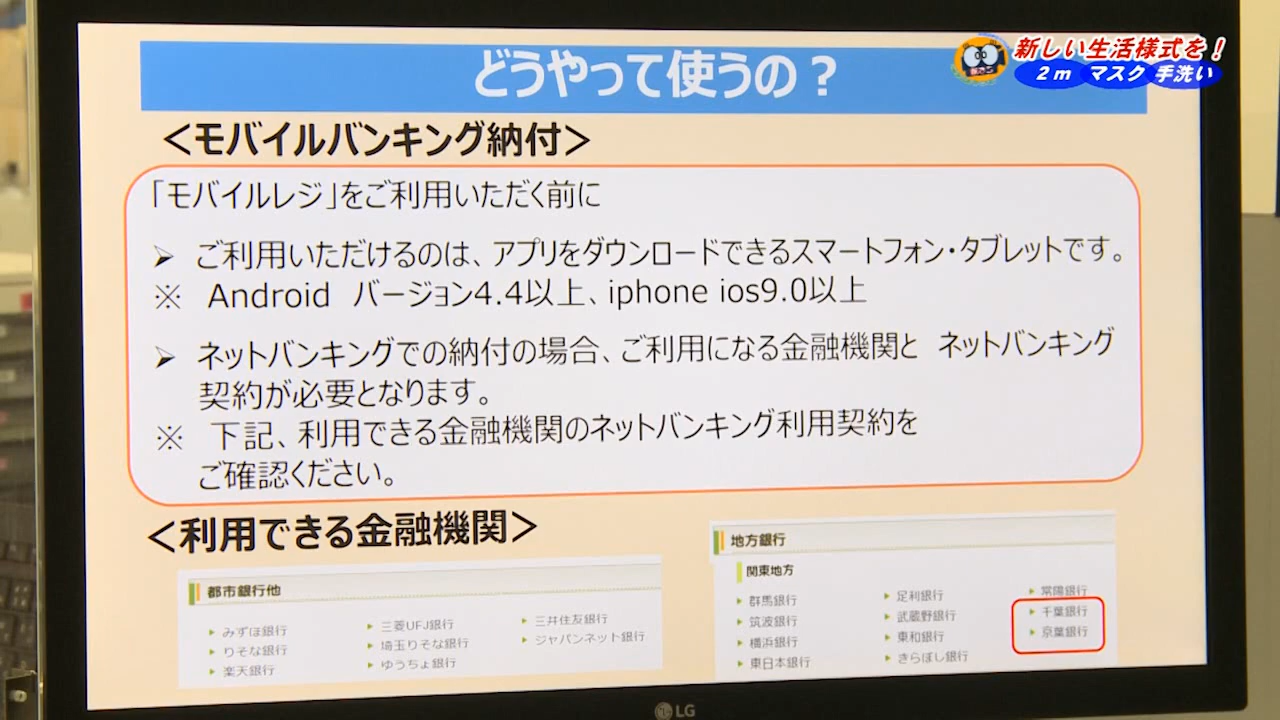 新しい生活様式を！
２ｍ マスク 手洗い
どうやって使うの？
＜モバイルバンキング納付＞
「モバイルレジ」をご利用いただく前に
➢ ご利用いただけるのは、アプリをダウンロードできるスマートフォン・タブレットです。
※ Android バージョン4.4以上、iphone ios9.0以上
➢ ネットバンキングでの納付の場合、ご利用になる金融機関と ネットバンキング
契約が必要となります。
※ 下記、利用できる金融機関のネットバンキング利用契約を
ご確認ください。
＜利用できる金融機関＞
都市銀行他
みずほ銀行 三菱UFJ銀行 三井住友銀行
りそな銀行 埼玉りそな銀行 ジャパンネット銀行
楽天銀行 ゆうちょ銀行
地方銀行
関東地方
群馬銀行 足利銀行 常陽銀行
筑波銀行 武蔵野銀行 千葉銀行
横浜銀行 東和銀行 京葉銀行
東日本銀行 きらぼし銀行
LG